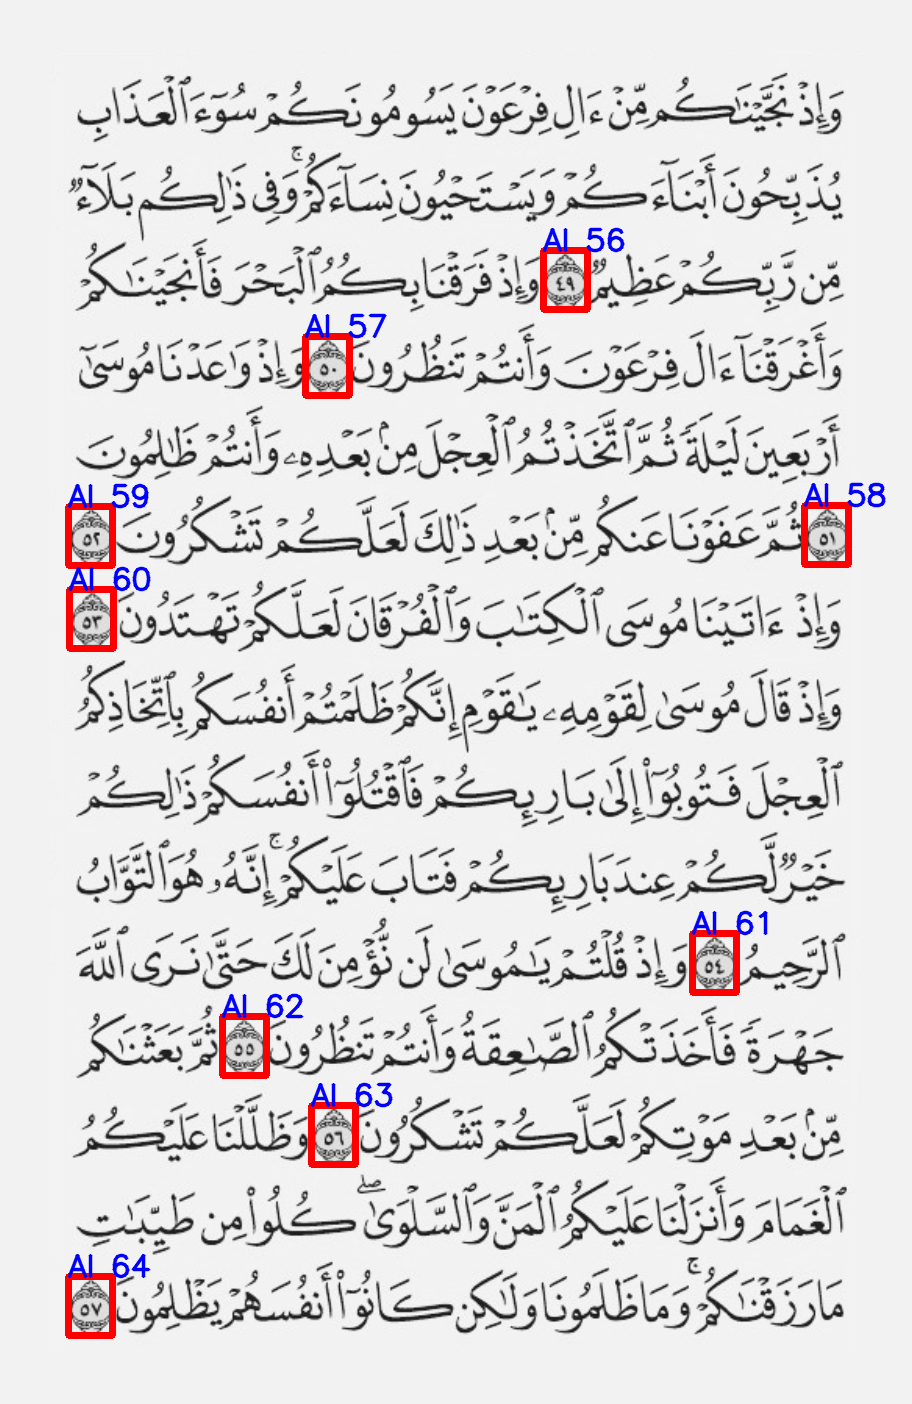 وَإِذْ نَجَّيْنَٰكُم مِّنْ ءَالِ فِرْعَوْنَ يَسُومُونَكُمْ سُوٓءَ ٱلْعَذَابِ
يُذَبِّحُونَ أَبْنَآءَكُمْ وَيَسْتَحْيُونَ نِسَآءَكُمْ ۚ وَفِى ذَٰلِكُم بَلَآءٌ
AI 56
مِّن رَّبِّكُمْ عَظِيمٌ ٤٩ وَإِذْ فَرَقْنَا بِكُمُ ٱلْبَحْرَ فَأَنجَيْنَٰكُمْ
AI 57
وَأَغْرَقْنَآ ءَالَ فِرْعَوْنَ وَأَنتُمْ تَنظُرُونَ ٥٠ وَإِذْ وَٰعَدْنَا مُوسَىٰٓ
أَرْبَعِينَ لَيْلَةً ثُمَّ ٱتَّخَذْتُمُ ٱلْعِجْلَ مِنۢ بَعْدِهِۦ وَأَنتُمْ ظَٰلِمُونَ
AI 58 AI 59
٥١ ثُمَّ عَفَوْنَا عَنكُم مِّنۢ بَعْدِ ذَٰلِكَ لَعَلَّكُمْ تَشْكُرُونَ ٥٢
AI 60
وَإِذْ ءَاتَيْنَا مُوسَى ٱلْكِتَٰبَ وَٱلْفُرْقَانَ لَعَلَّكُمْ تَهْتَدُونَ ٥٣
وَإِذْ قَالَ مُوسَىٰ لِقَوْمِهِۦ يَٰقَوْمِ إِنَّكُمْ ظَلَمْتُمْ أَنفُسَكُم بِٱتِّخَاذِكُمُ
ٱلْعِجْلَ فَتُوبُوٓا۟ إِلَىٰ بَارِئِكُمْ فَٱقْتُلُوٓا۟ أَنفُسَكُمْ ذَٰلِكُمْ
خَيْرٌ لَّكُمْ عِندَ بَارِئِكُمْ فَتَابَ عَلَيْكُمْ ۚ إِنَّهُۥ هُوَ ٱلتَّوَّابُ
AI 61
ٱلرَّحِيمُ ٥٤ وَإِذْ قُلْتُمْ يَٰمُوسَىٰ لَن نُّؤْمِنَ لَكَ حَتَّىٰ نَرَى ٱللَّهَ
AI 62
جَهْرَةً فَأَخَذَتْكُمُ ٱلصَّٰعِقَةُ وَأَنتُمْ تَنظُرُونَ ٥٥ ثُمَّ بَعَثْنَٰكُم
AI 63
مِّنۢ بَعْدِ مَوْتِكُمْ لَعَلَّكُمْ تَشْكُرُونَ ٥٦ وَظَلَّلْنَا عَلَيْكُمُ
ٱلْغَمَامَ وَأَنزَلْنَا عَلَيْكُمُ ٱلْمَنَّ وَٱلسَّلْوَىٰ ۖ كُلُوا۟ مِن طَيِّبَٰتِ
AI 64
مَا رَزَقْنَٰكُمْ ۚ وَمَا ظَلَمُونَا وَلَٰكِن كَانُوٓا۟ أَنفُسَهُمْ يَظْلِمُونَ ٥٧